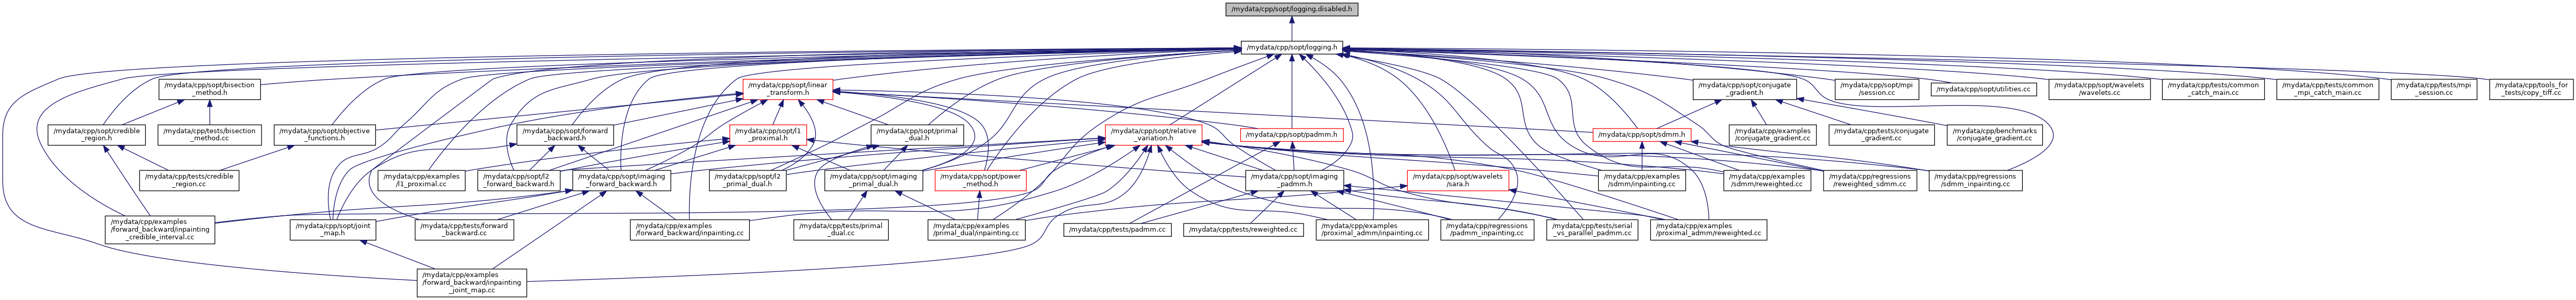 /mydata/cpp/sopt/logging.disabled.h
/mydata/cpp/sopt/logging.h
/mydata/cpp/sopt/bisection
_method.h
/mydata/cpp/sopt/linear
_transform.h
/mydata/cpp/sopt/conjugate
_gradient.h
/mydata/cpp/sopt/mpi
/session.cc
/mydata/cpp/sopt/utilities.cc
/mydata/cpp/sopt/wavelets
/wavelets.cc
/mydata/cpp/tests/common
_catch_main.cc
/mydata/cpp/tests/common
_mpi_catch_main.cc
/mydata/cpp/tests/mpi
_session.cc
/mydata/cpp/tools_for
_tests/copy_tiff.cc
/mydata/cpp/sopt/credible
_region.h
/mydata/cpp/tests/bisection
_method.cc
/mydata/cpp/sopt/objective
_functions.h
/mydata/cpp/sopt/forward
_backward.h
/mydata/cpp/sopt/l1
_proximal.h
/mydata/cpp/sopt/primal
_dual.h
/mydata/cpp/sopt/relative
_variation.h
/mydata/cpp/sopt/padmm.h
/mydata/cpp/sopt/sdmm.h
/mydata/cpp/examples
/conjugate_gradient.cc
/mydata/cpp/tests/conjugate
_gradient.cc
/mydata/cpp/benchmarks
/conjugate_gradient.cc
/mydata/cpp/tests/credible
_region.cc
/mydata/cpp/examples
/l1_proximal.cc
/mydata/cpp/sopt/l2
_forward_backward.h
/mydata/cpp/sopt/imaging
_forward_backward.h
/mydata/cpp/sopt/l2
_primal_dual.h
/mydata/cpp/sopt/imaging
_primal_dual.h
/mydata/cpp/sopt/power
_method.h
/mydata/cpp/sopt/imaging
_padmm.h
/mydata/cpp/sopt/wavelets
/sara.h
/mydata/cpp/examples
/sdmm/inpainting.cc
/mydata/cpp/examples
/sdmm/reweighted.cc
/mydata/cpp/regressions
/reweighted_sdmm.cc
/mydata/cpp/regressions
/sdmm_inpainting.cc
/mydata/cpp/examples
/forward_backward/inpainting
_credible_interval.cc
/mydata/cpp/sopt/joint
_map.h
/mydata/cpp/tests/forward
_backward.cc
/mydata/cpp/examples
/forward_backward/inpainting.cc
/mydata/cpp/tests/primal
_dual.cc
/mydata/cpp/examples
/primal_dual/inpainting.cc
/mydata/cpp/tests/padmm.cc
/mydata/cpp/tests/reweighted.cc
/mydata/cpp/examples
/proximal_admm/inpainting.cc
/mydata/cpp/regressions
/padmm_inpainting.cc
/mydata/cpp/tests/serial
_vs_parallel_padmm.cc
/mydata/cpp/examples
/proximal_admm/reweighted.cc
/mydata/cpp/examples
/forward_backward/inpainting
_joint_map.cc